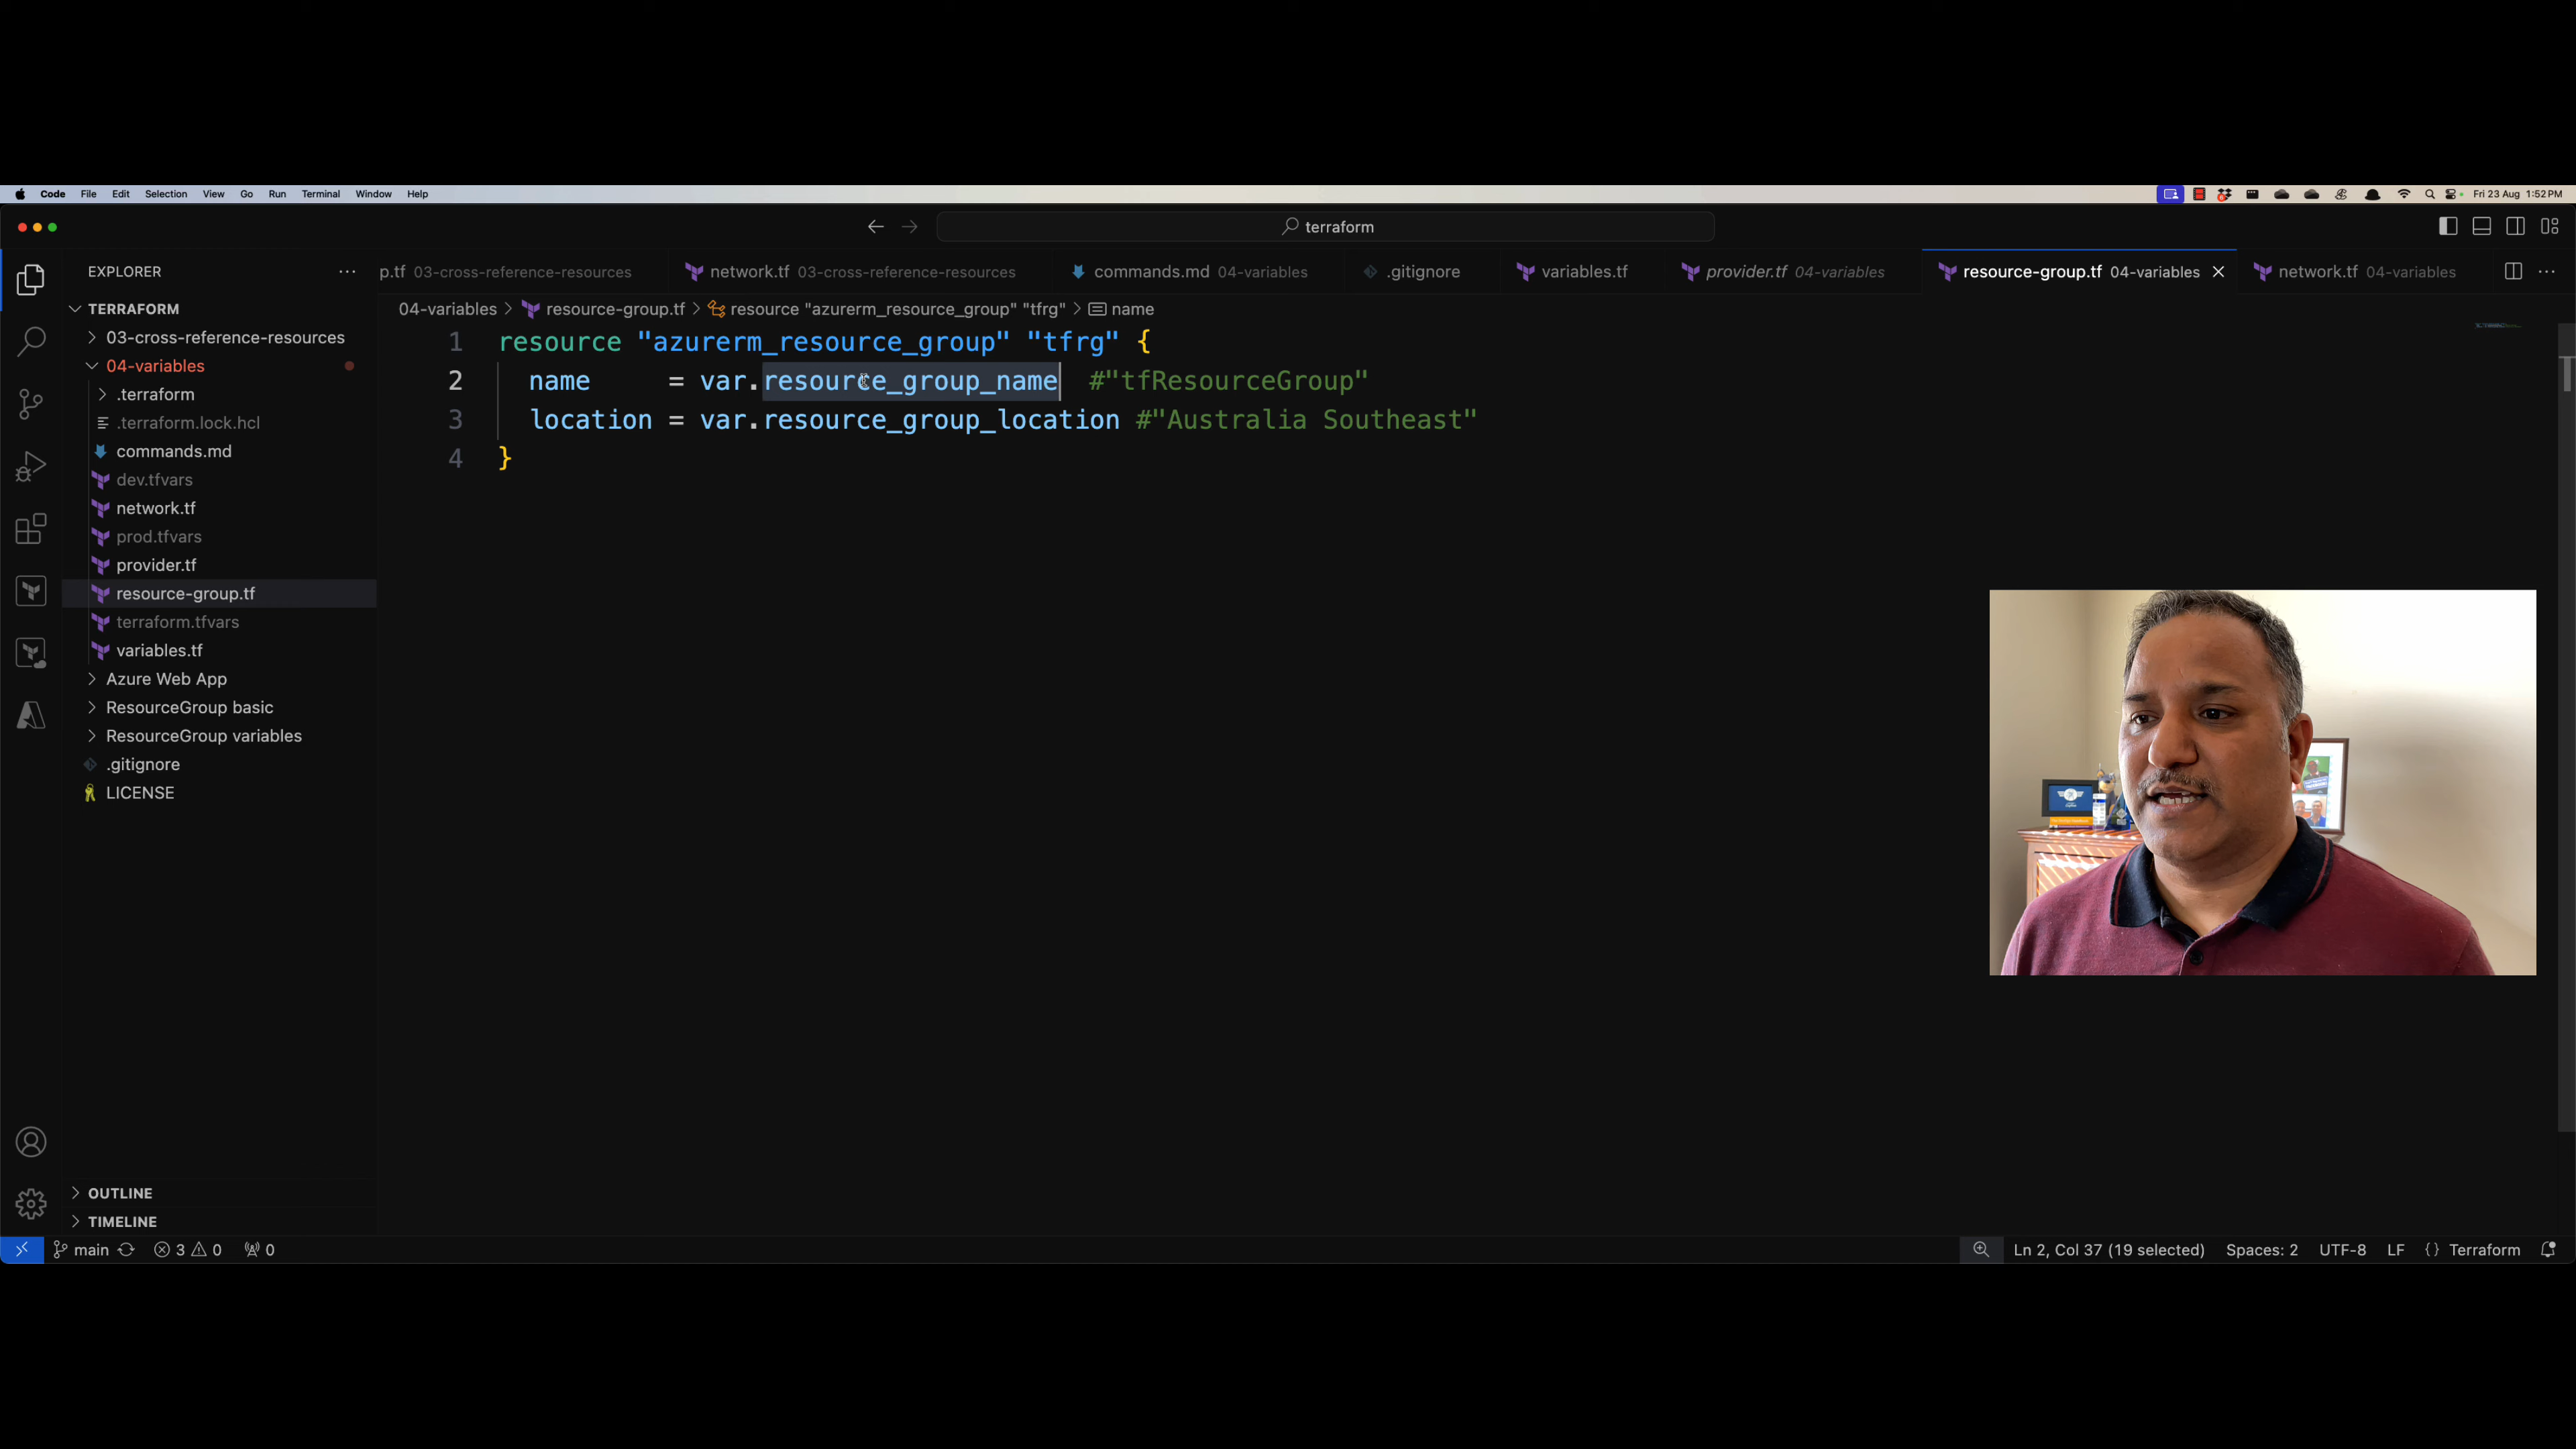 Code File Edit Selection View Go Run Terminal Window Help
Fri 23 Aug 1:52 PM
terraform
EXPLORER
p.tf 03-cross-reference-resources
network.tf 03-cross-reference-resources
commands.md 04-variables
.gitignore
variables.tf
provider.tf 04-variables
resource-group.tf 04-variables
network.tf 04-variables
TERRAFORM
03-cross-reference-resources
04-variables
.terraform
.terraform.lock.hcl
commands.md
dev.tfvars
network.tf
prod.tfvars
provider.tf
resource-group.tf
terraform.tfvars
variables.tf
Azure Web App
ResourceGroup basic
ResourceGroup variables
.gitignore
LICENSE
OUTLINE
TIMELINE
04-variables > resource-group.tf > resource "azurerm_resource_group" "tfrg" > name
1 resource "azurerm_resource_group" "tfrg" {
2 name = var.resource_group_name #"tfResourceGroup"
3 location = var.resource_group_location #"Australia Southeast"
4 }
main 3 0 0
Ln 2, Col 37 (19 selected) Spaces: 2 UTF-8 LF {} Terraform